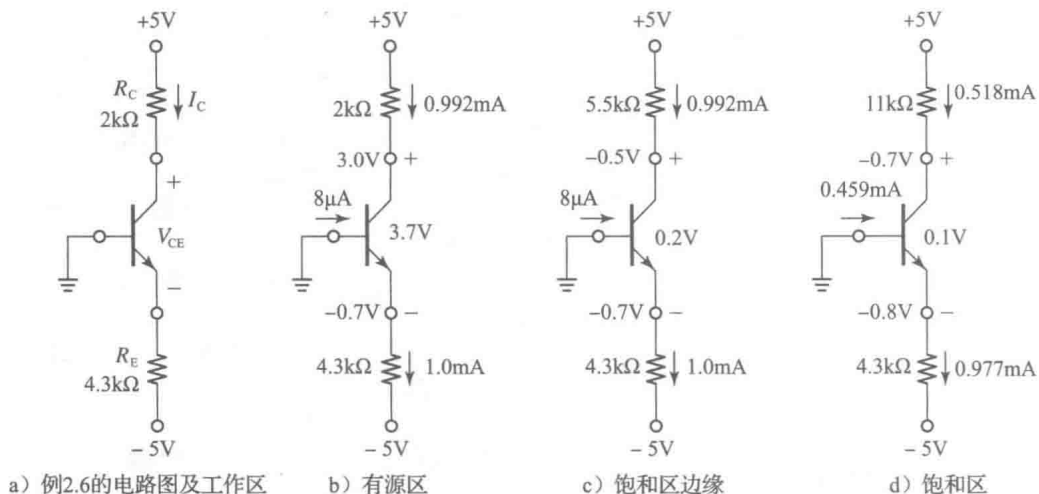 +5V
R_C
2kΩ
I_C
+
V_CE
−
R_E
4.3kΩ
−5V
a）例2.6的电路图及工作区
+5V
2kΩ
0.992mA
3.0V
+
8μA
3.7V
−0.7V
−
4.3kΩ
1.0mA
−5V
b）有源区
+5V
5.5kΩ
0.992mA
−0.5V
+
8μA
0.2V
−0.7V
−
4.3kΩ
1.0mA
−5V
c）饱和区边缘
+5V
11kΩ
0.518mA
−0.7V
+
0.459mA
0.1V
−0.8V
−
4.3kΩ
0.977mA
−5V
d）饱和区